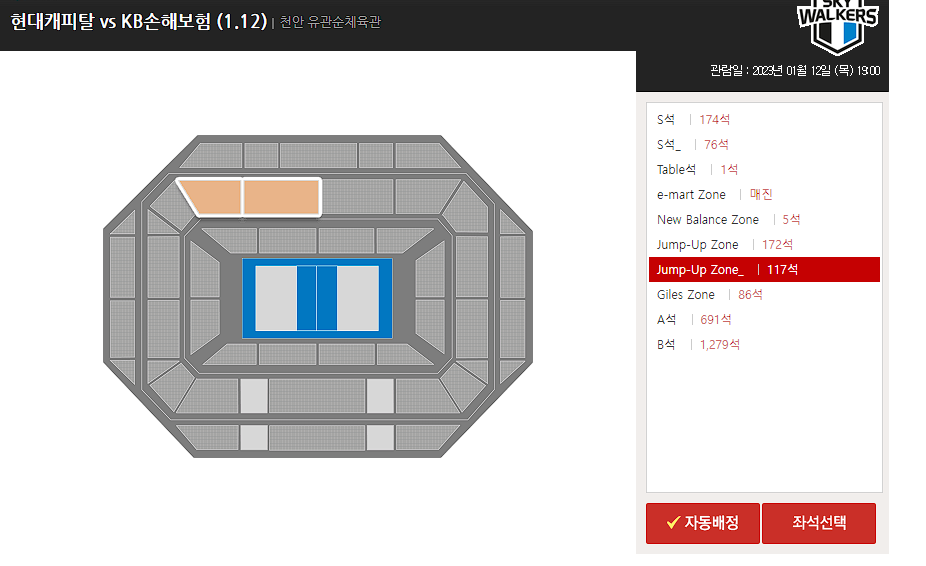 현대캐피탈 vs KB손해보험 (1.12) | 천안 유관순체육관
SKY
WALKERS
관람일 : 2023년 01월 12일 (목) 19:00
S석 | 174석
S석_ | 76석
Table석 | 1석
e-mart Zone | 매진
New Balance Zone | 5석
Jump-Up Zone | 172석
Jump-Up Zone_ | 117석
Giles Zone | 86석
A석 | 691석
B석 | 1,279석
자동배정
좌석선택